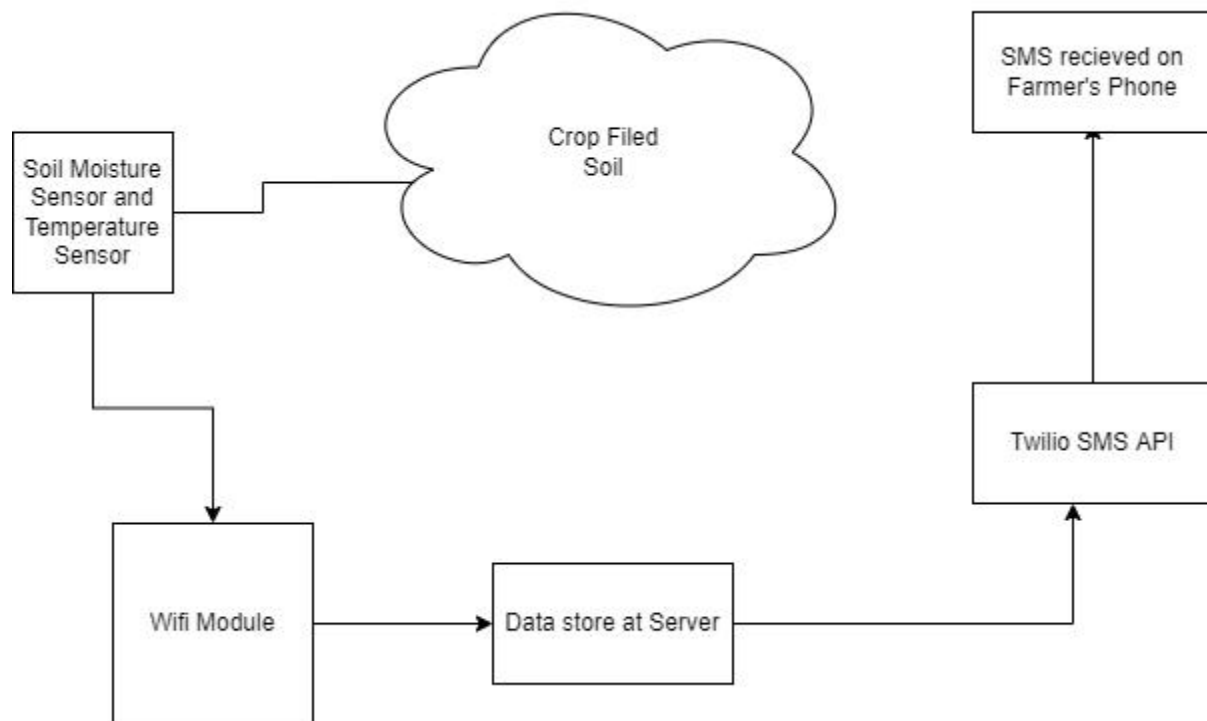 Crop Filed
Soil
SMS recieved on
Farmer's Phone
Soil Moisture
Sensor and
Temperature
Sensor
Twilio SMS API
Wifi Module
Data store at Server